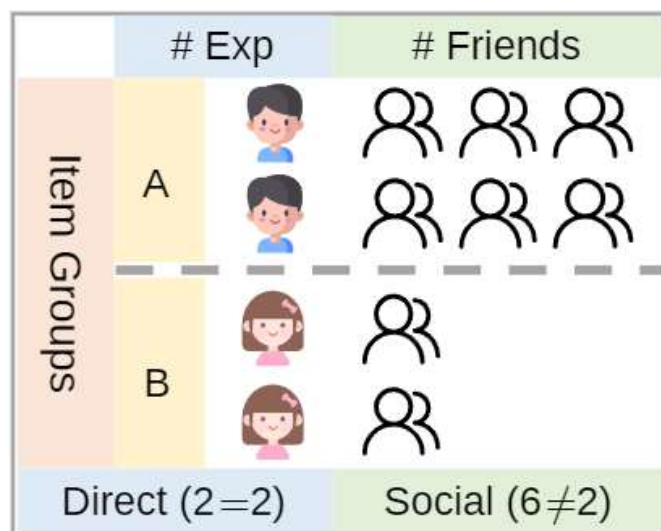 # Exp
# Friends
Item Groups
A
B
Direct (2=2)
Social (6≠2)